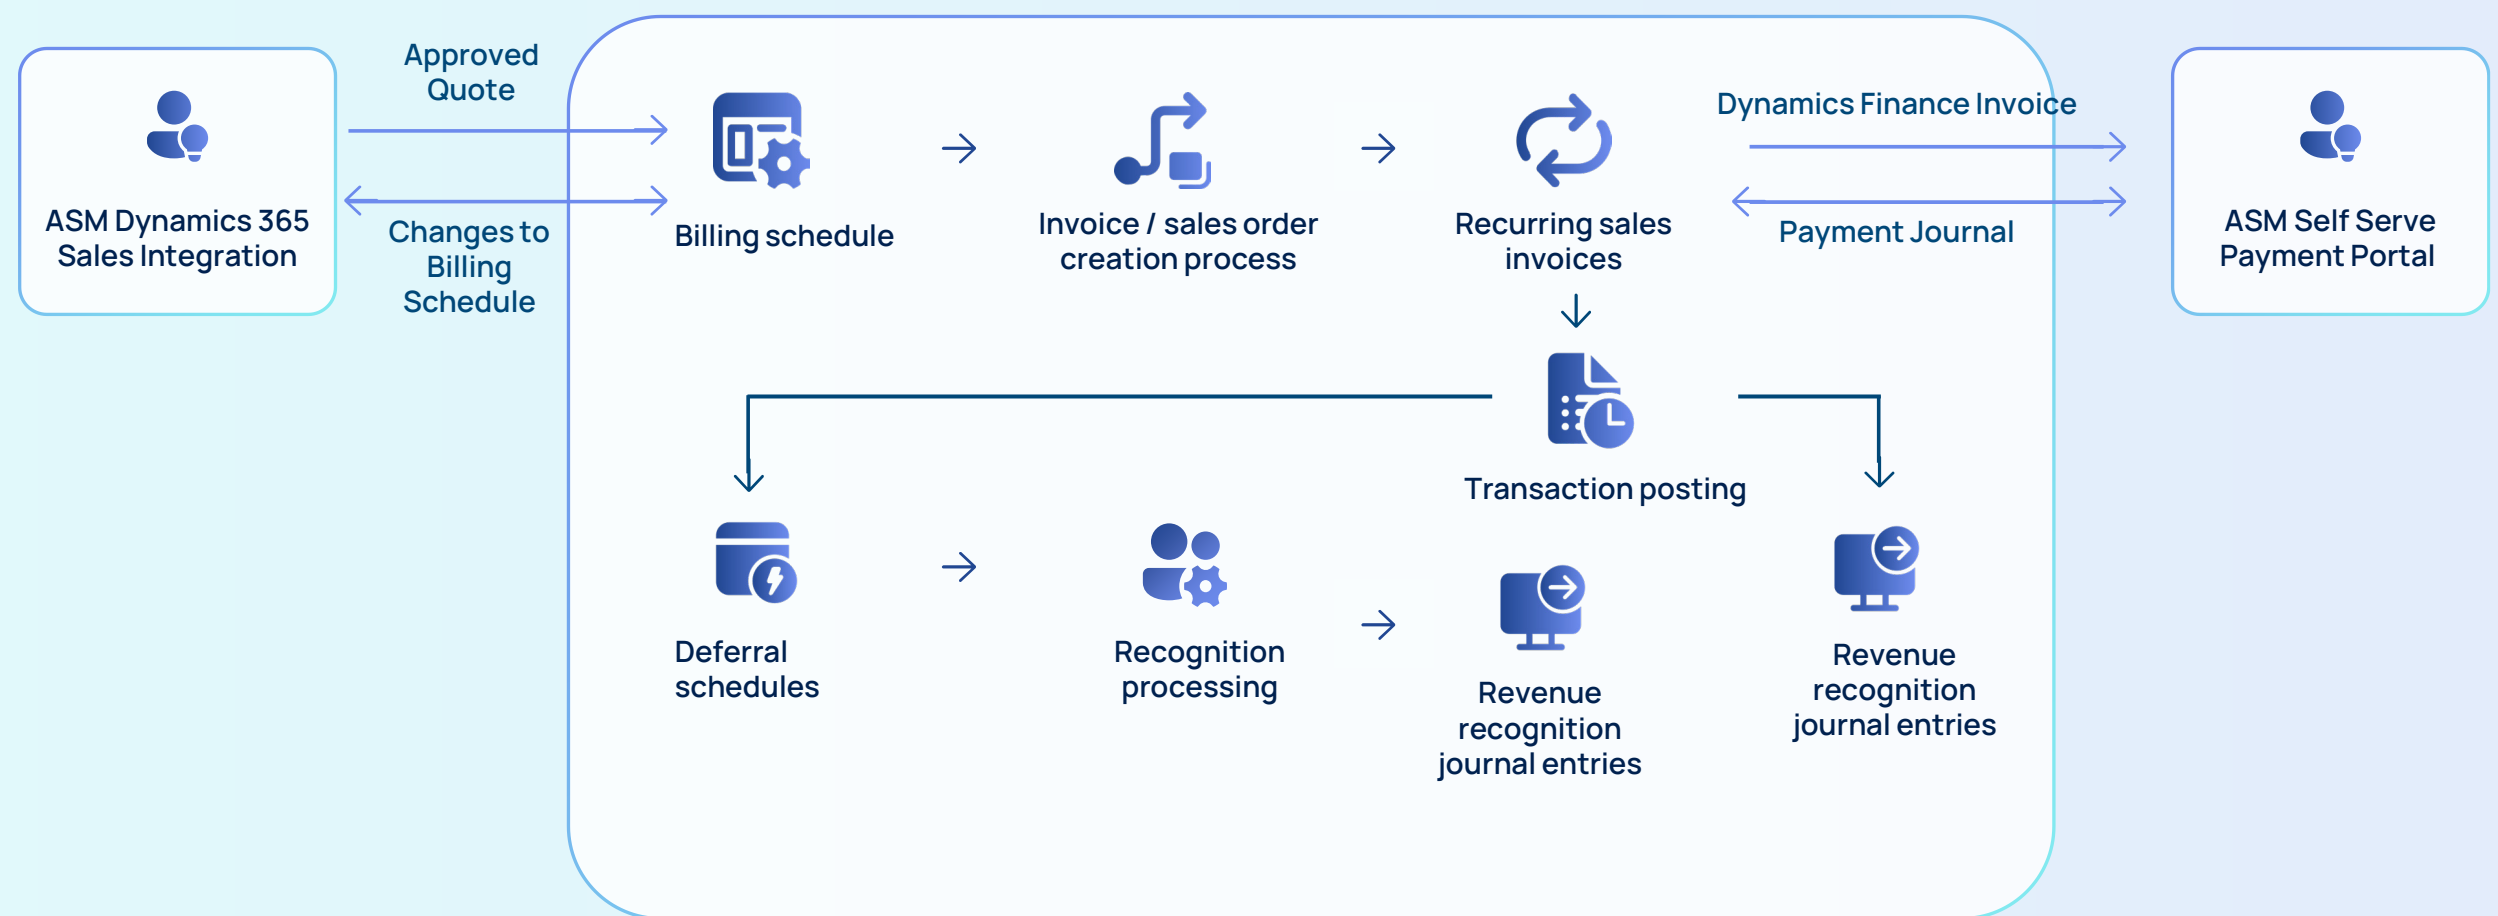 Approved
Quote
ASM Dynamics 365
Sales Integration
Changes to
Billing
Schedule
Billing schedule
Invoice / sales order
creation process
Recurring sales
invoices
Dynamics Finance Invoice
Payment Journal
ASM Self Serve
Payment Portal
Transaction posting
Deferral
schedules
Recognition
processing
Revenue
recognition
journal entries
Revenue
recognition
journal entries